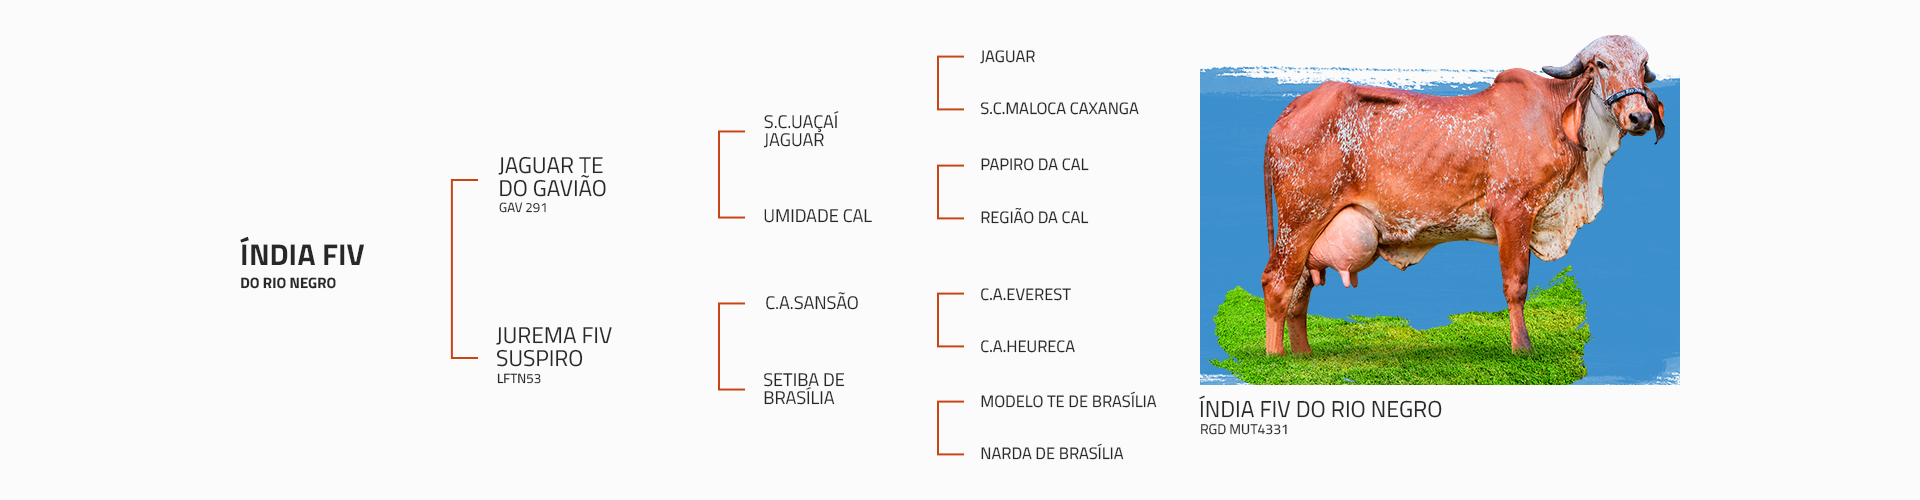 ÍNDIA FIV
DO RIO NEGRO
JAGUAR TE
DO GAVIÃO
GAV 291
JUREMA FIV
SUSPIRO
LFTN53
S.C.UAÇAÍ
JAGUAR
UMIDADE CAL
C.A.SANSÃO
SETIBA DE
BRASÍLIA
JAGUAR
S.C.MALOCA CAXANGA
PAPIRO DA CAL
REGIÃO DA CAL
C.A.EVEREST
C.A.HEURECA
MODELO TE DE BRASÍLIA
NARDA DE BRASÍLIA
ÍNDIA FIV DO RIO NEGRO
RGD MUT4331